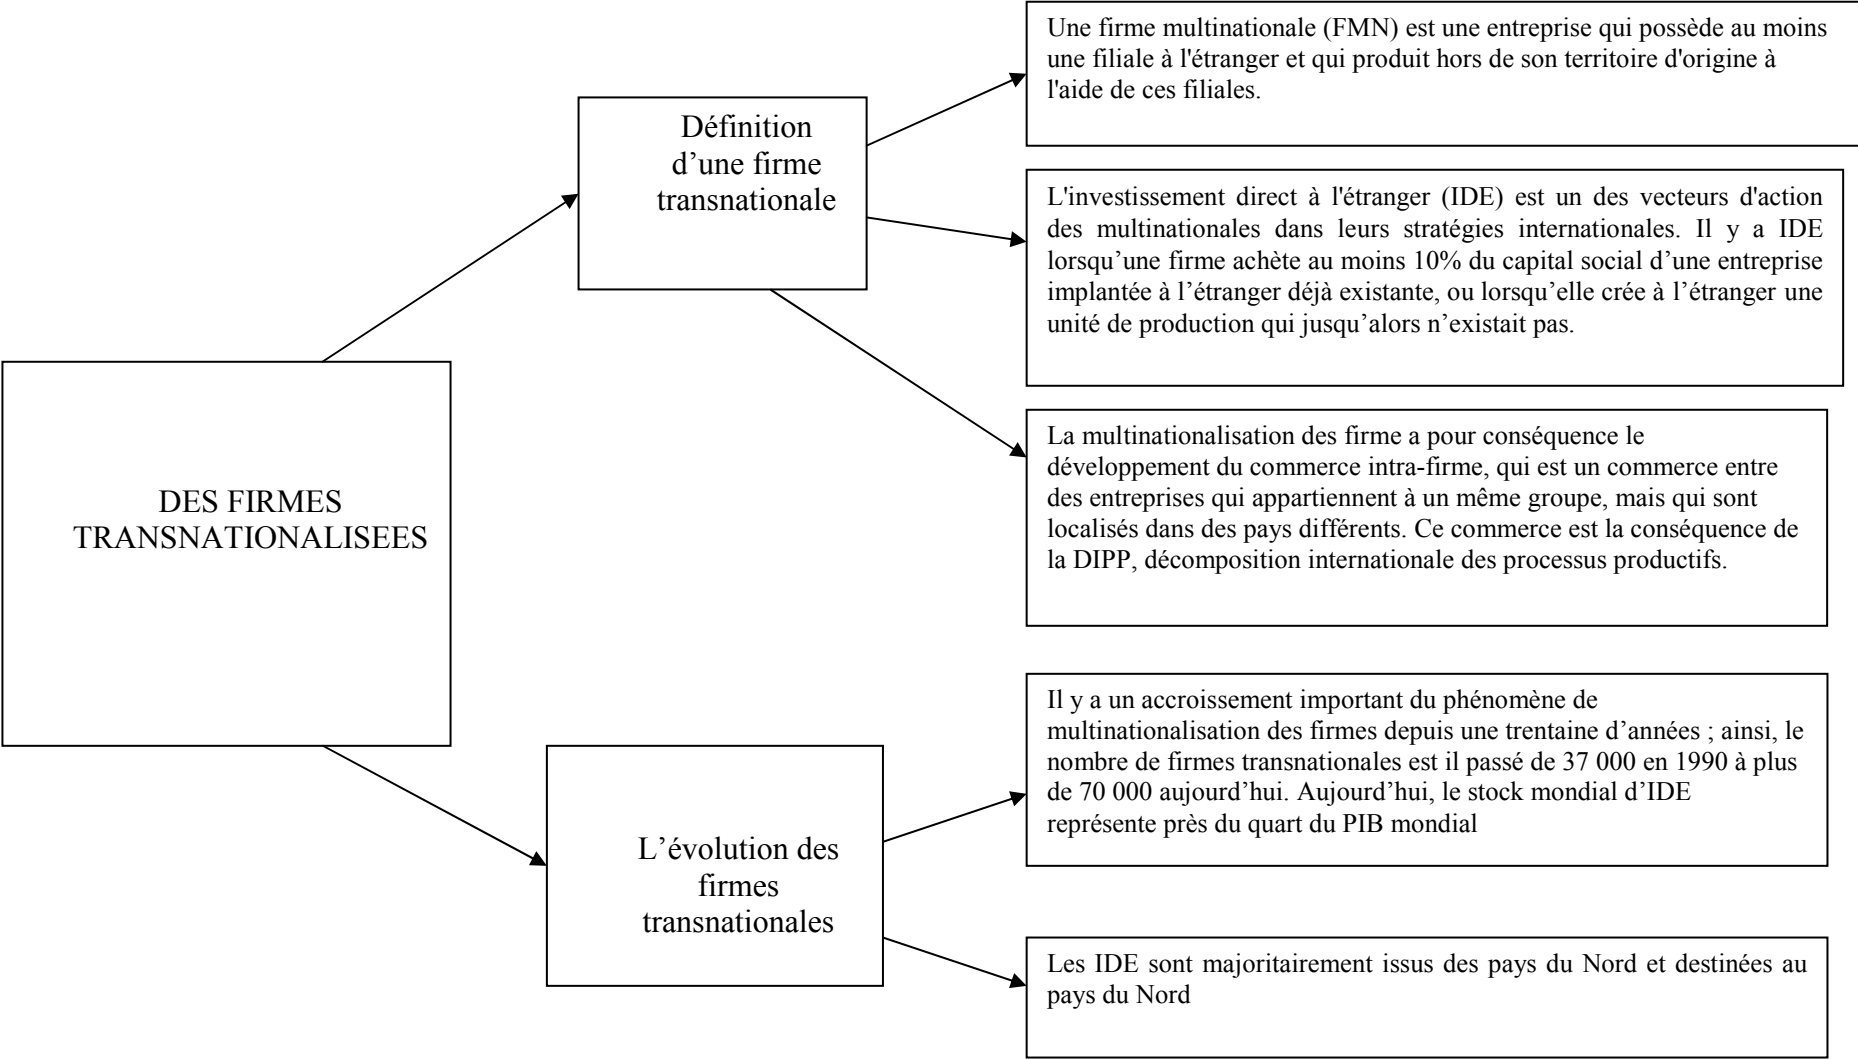 DES FIRMES
TRANSNATIONALISEES
Définition
d’une firme
transnationale
Une firme multinationale (FMN) est une entreprise qui possède au moins
une filiale à l'étranger et qui produit hors de son territoire d'origine à
l'aide de ces filiales.
L'investissement direct à l'étranger (IDE) est un des vecteurs d'action
des multinationales dans leurs stratégies internationales. Il y a IDE
lorsqu’une firme achète au moins 10% du capital social d’une entreprise
implantée à l’étranger déjà existante, ou lorsqu’elle crée à l’étranger une
unité de production qui jusqu’alors n’existait pas.
La multinationalisation des firme a pour conséquence le
développement du commerce intra-firme, qui est un commerce entre
des entreprises qui appartiennent à un même groupe, mais qui sont
localisés dans des pays différents. Ce commerce est la conséquence de
la DIPP, décomposition internationale des processus productifs.
L’évolution des
firmes
transnationales
Il y a un accroissement important du phénomène de
multinationalisation des firmes depuis une trentaine d’années ; ainsi, le
nombre de firmes transnationales est il passé de 37 000 en 1990 à plus
de 70 000 aujourd’hui. Aujourd’hui, le stock mondial d’IDE
représente près du quart du PIB mondial
Les IDE sont majoritairement issus des pays du Nord et destinées au
pays du Nord